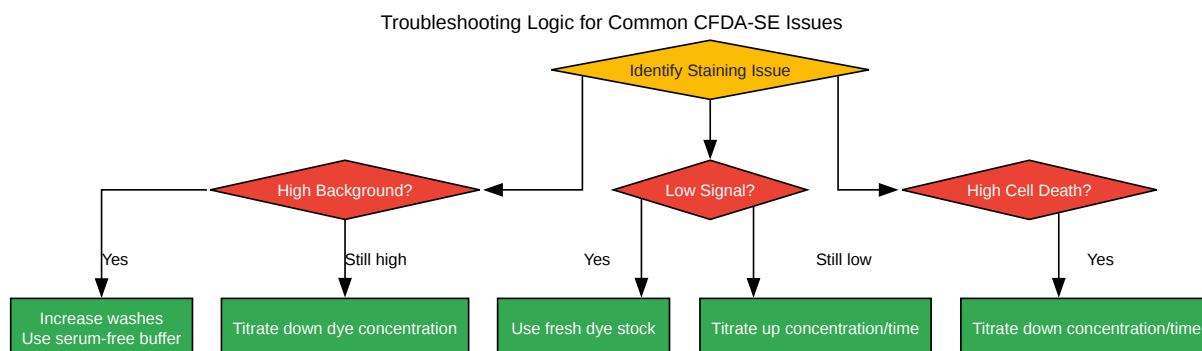 Troubleshooting Logic for Common CFDA-SE Issues
Identify Staining Issue
High Background?
Low Signal?
High Cell Death?
Yes
Still high
Yes
Still low
Yes
Increase washes
Use serum-free buffer
Titrate down dye concentration
Use fresh dye stock
Titrate up concentration/time
Titrate down concentration/time